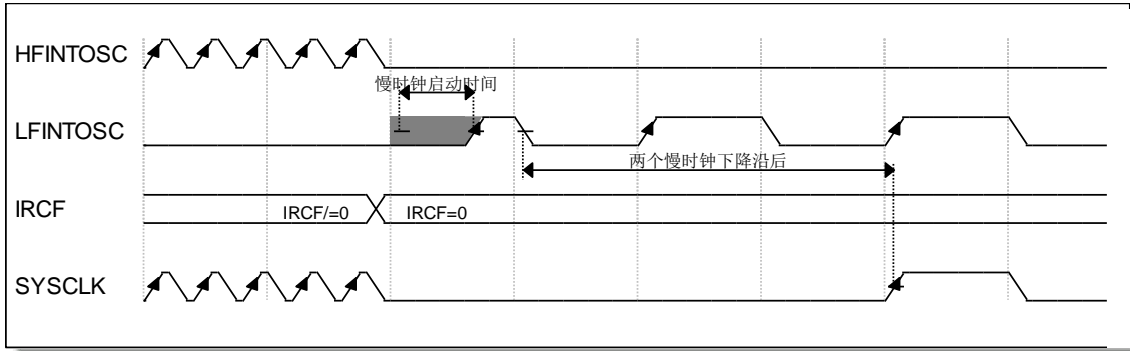 HFINTOSC
慢时钟启动时间
LFINTOSC
两个慢时钟下降沿后
IRCF
IRCF/=0
IRCF=0
SYSCLK